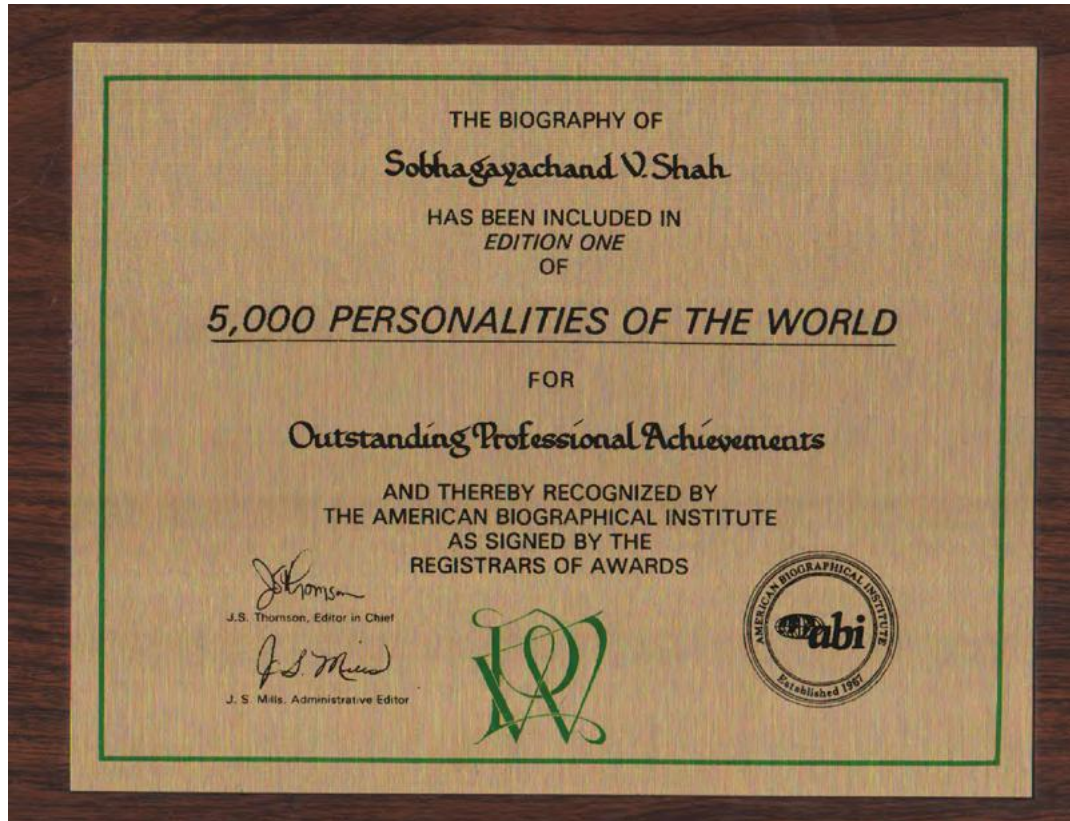 THE BIOGRAPHY OF
Sobhagayachand V. Shah
HAS BEEN INCLUDED IN
EDITION ONE
OF
5,000 PERSONALITIES OF THE WORLD
FOR
Outstanding Professional Achievements
AND THEREBY RECOGNIZED BY
THE AMERICAN BIOGRAPHICAL INSTITUTE
AS SIGNED BY THE
REGISTRARS OF AWARDS
JSThomson
J.S. Thomson, Editor in Chief
J. S. Mills
J. S. Mills, Administrative Editor
AMERICAN BIOGRAPHICAL INSTITUTE
abi
Established 1967